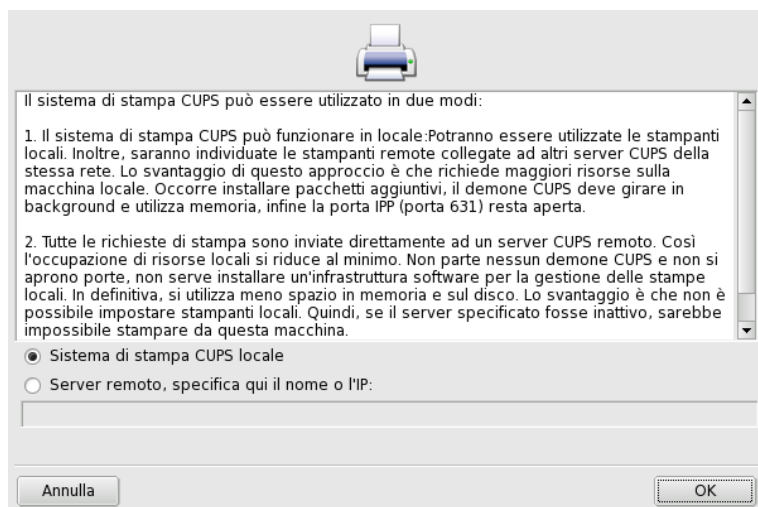 Il sistema di stampa CUPS può essere utilizzato in due modi:
1. Il sistema di stampa CUPS può funzionare in locale:Potranno essere utilizzate le stampanti
locali. Inoltre, saranno individuate le stampanti remote collegate ad altri server CUPS della
stessa rete. Lo svantaggio di questo approccio è che richiede maggiori risorse sulla
macchina locale. Occorre installare pacchetti aggiuntivi, il demone CUPS deve girare in
background e utilizza memoria, infine la porta IPP (porta 631) resta aperta.
2. Tutte le richieste di stampa sono inviate direttamente ad un server CUPS remoto. Così
l'occupazione di risorse locali si riduce al minimo. Non parte nessun demone CUPS e non si
aprono porte, non serve installare un'infrastruttura software per la gestione delle stampe
locali. In definitiva, si utilizza meno spazio in memoria e sul disco. Lo svantaggio è che non è
possibile impostare stampanti locali. Quindi, se il server specificato fosse inattivo, sarebbe
impossibile stampare da questa macchina.
Sistema di stampa CUPS locale
Server remoto, specifica qui il nome o l'IP:
Annulla
OK